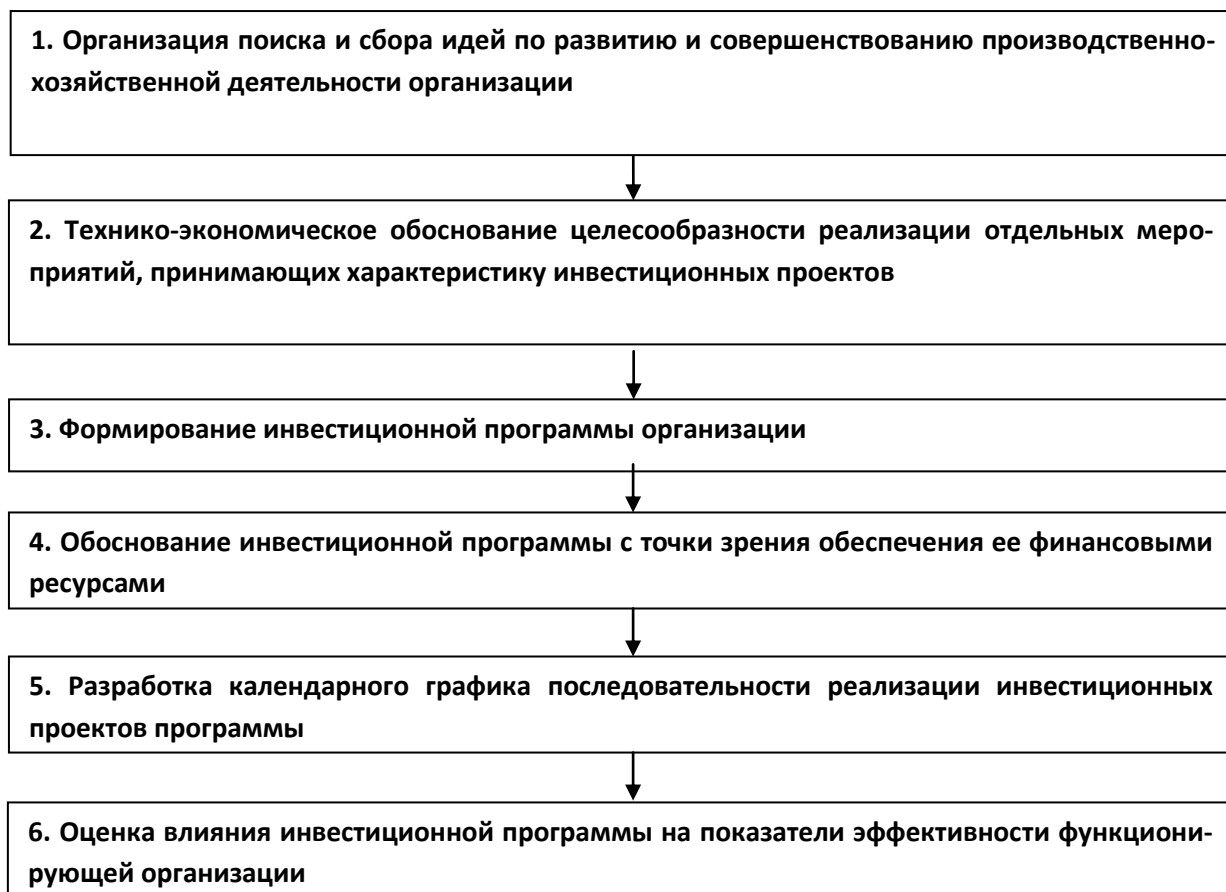 1. Организация поиска и сбора идей по развитию и совершенствованию производственно-
хозяйственной деятельности организации
2. Технико-экономическое обоснование целесообразности реализации отдельных меро-
приятий, принимающих характеристику инвестиционных проектов
3. Формирование инвестиционной программы организации
4. Обоснование инвестиционной программы с точки зрения обеспечения ее финансовыми
ресурсами
5. Разработка календарного графика последовательности реализации инвестиционных
проектов программы
6. Оценка влияния инвестиционной программы на показатели эффективности функциони-
рующей организации